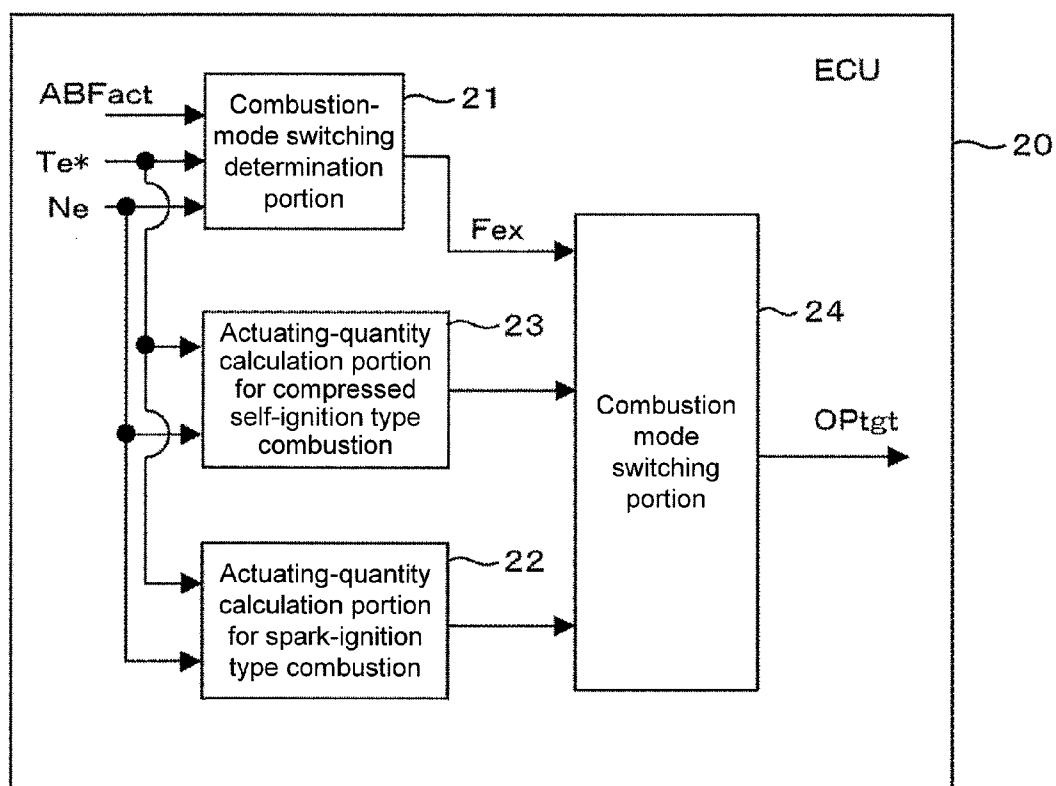 ECU
20
ABFact
Te*
Ne
Combustion-
mode switching
determination
portion
21
Fex
Actuating-quantity
calculation portion
for compressed
self-ignition type
combustion
23
Actuating-quantity
calculation portion
for spark-ignition
type combustion
22
Combustion
mode
switching
portion
24
OPtgt